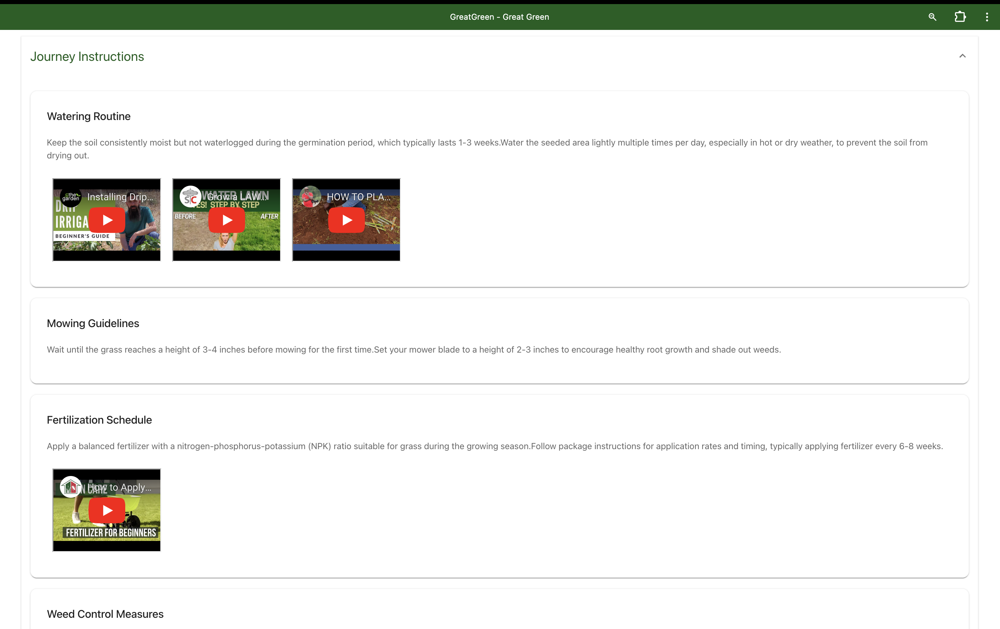 GreatGreen - Great Green
Journey Instructions
Watering Routine
Keep the soil consistently moist but not waterlogged during the germination period, which typically lasts 1-3 weeks.Water the seeded area lightly multiple times per day, especially in hot or dry weather, to prevent the soil from
drying out.
in the garden
Installing Drip...
DRIP
IRRIGA
BEGINNER'S GUIDE
SC
Grow a LAW...
WATER LAWN
YES! STEP BY STEP
BEFORE
AFTER
HOW TO PLA...
Mowing Guidelines
Wait until the grass reaches a height of 3-4 inches before mowing for the first time.Set your mower blade to a height of 2-3 inches to encourage healthy root growth and shade out weeds.
Fertilization Schedule
Apply a balanced fertilizer with a nitrogen-phosphorus-potassium (NPK) ratio suitable for grass during the growing season.Follow package instructions for application rates and timing, typically applying fertilizer every 6-8 weeks.
How to Apply...
CARE
FERTILIZER FOR BEGINNERS
Weed Control Measures